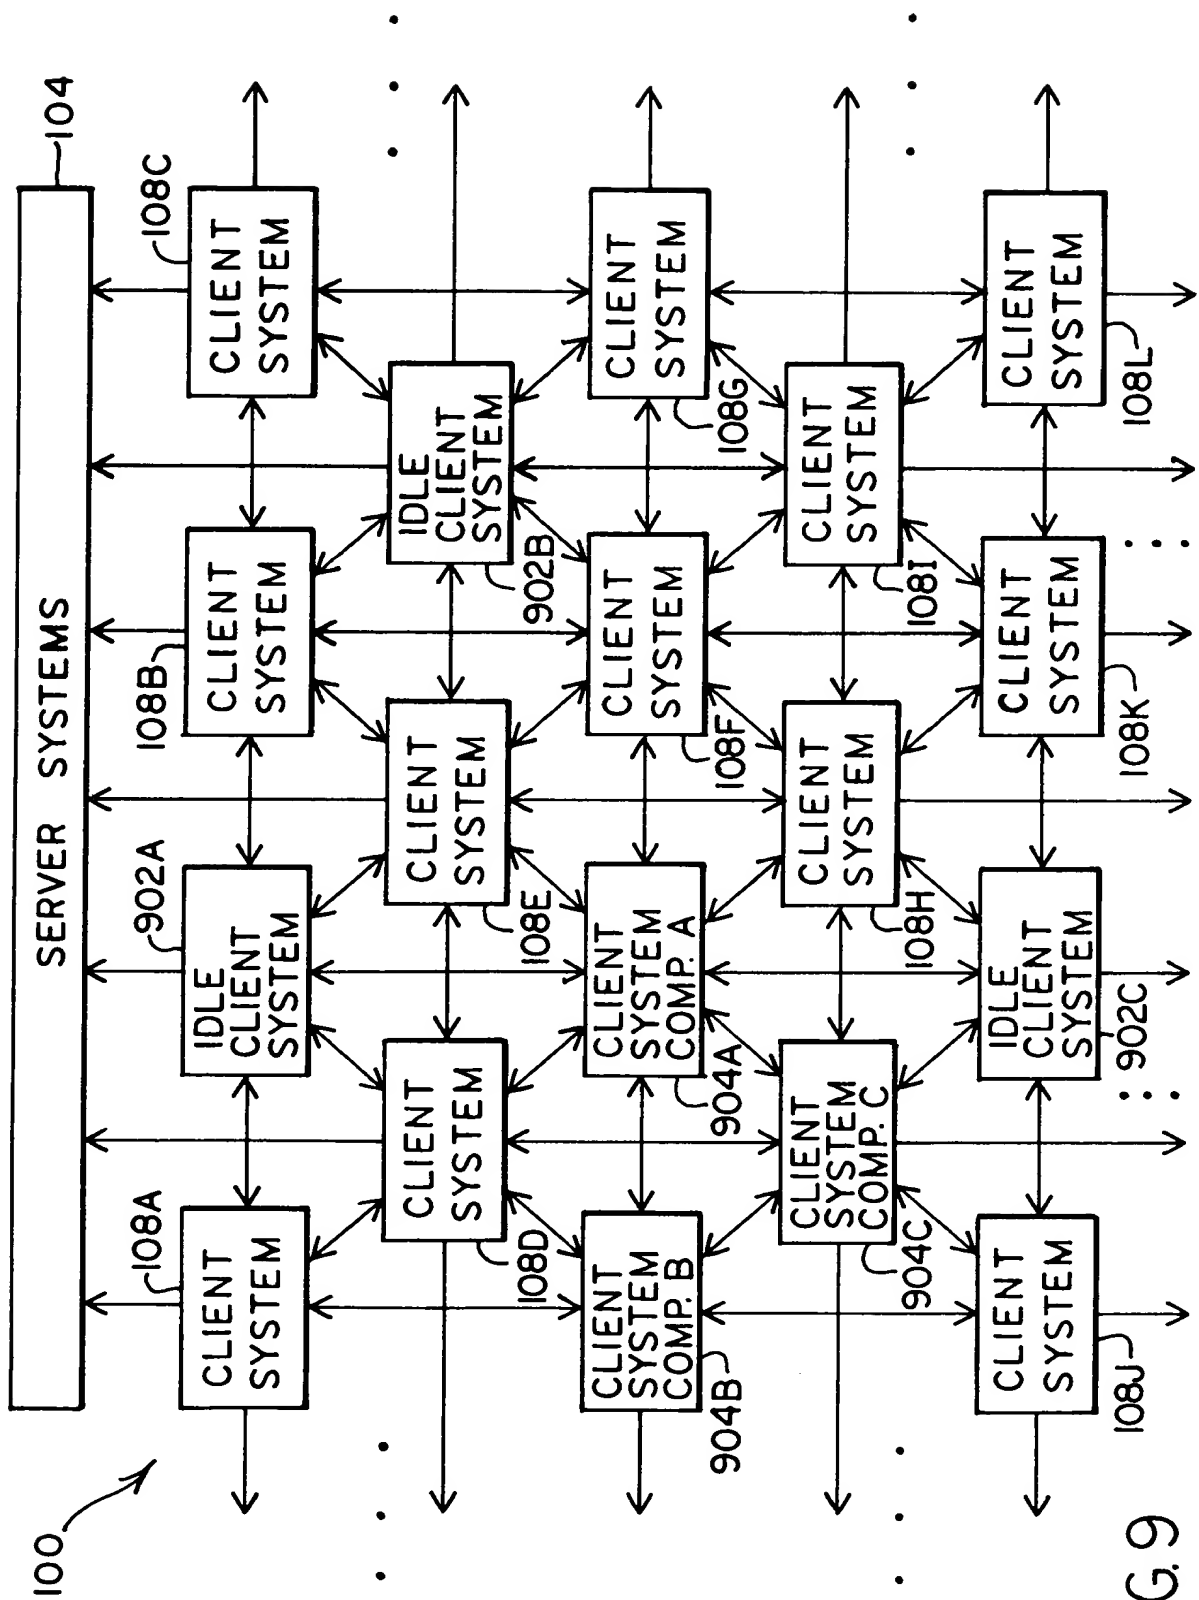 100
SERVER SYSTEMS
104
108A
902A
108B
108C
CLIENT
SYSTEM
IDLE
CLIENT
SYSTEM
CLIENT
SYSTEM
CLIENT
SYSTEM
CLIENT
SYSTEM
CLIENT
SYSTEM
IDLE
CLIENT
SYSTEM
108D
108E
902B
CLIENT
SYSTEM
COMP. B
CLIENT
SYSTEM
COMP. A
CLIENT
SYSTEM
CLIENT
SYSTEM
904B
904A
108F
108G
CLIENT
SYSTEM
COMP. C
CLIENT
SYSTEM
CLIENT
SYSTEM
904C
108H
108I
CLIENT
SYSTEM
IDLE
CLIENT
SYSTEM
CLIENT
SYSTEM
CLIENT
SYSTEM
108J
902C
108K
108L
G. 9